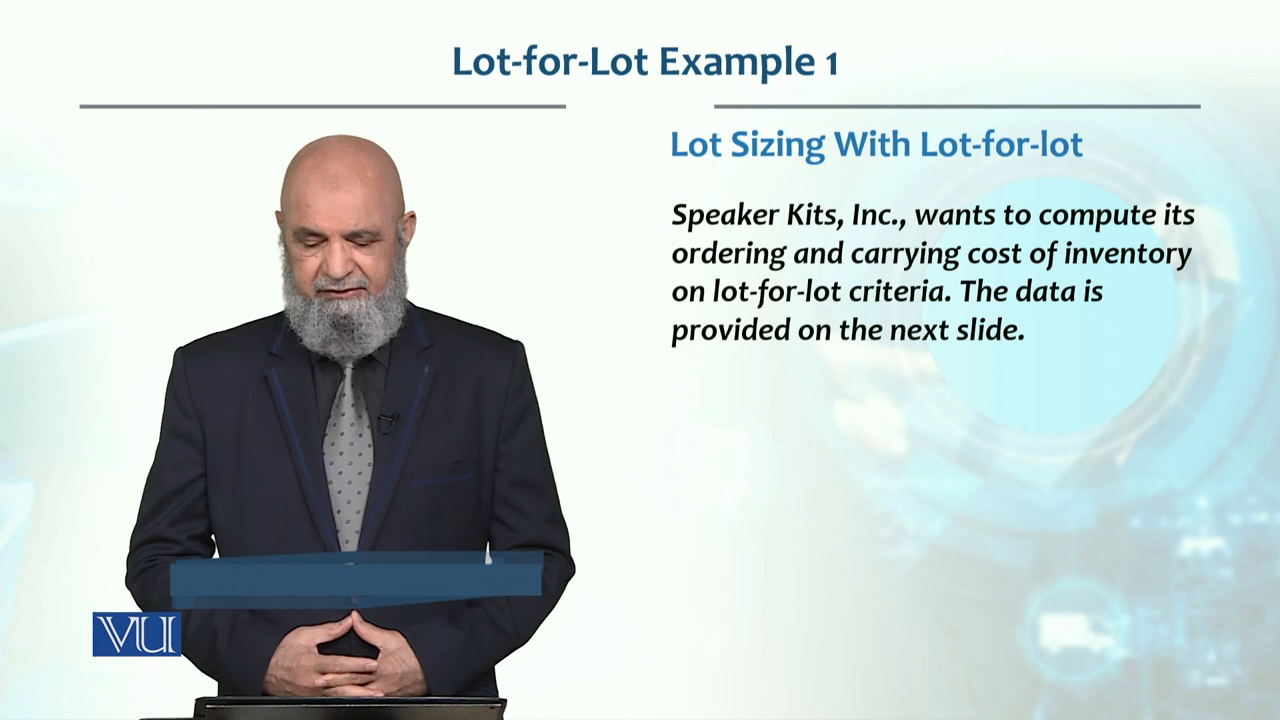 Lot-for-Lot Example 1
Lot Sizing With Lot-for-lot
Speaker Kits, Inc., wants to compute its
ordering and carrying cost of inventory
on lot-for-lot criteria. The data is
provided on the next slide.
VU